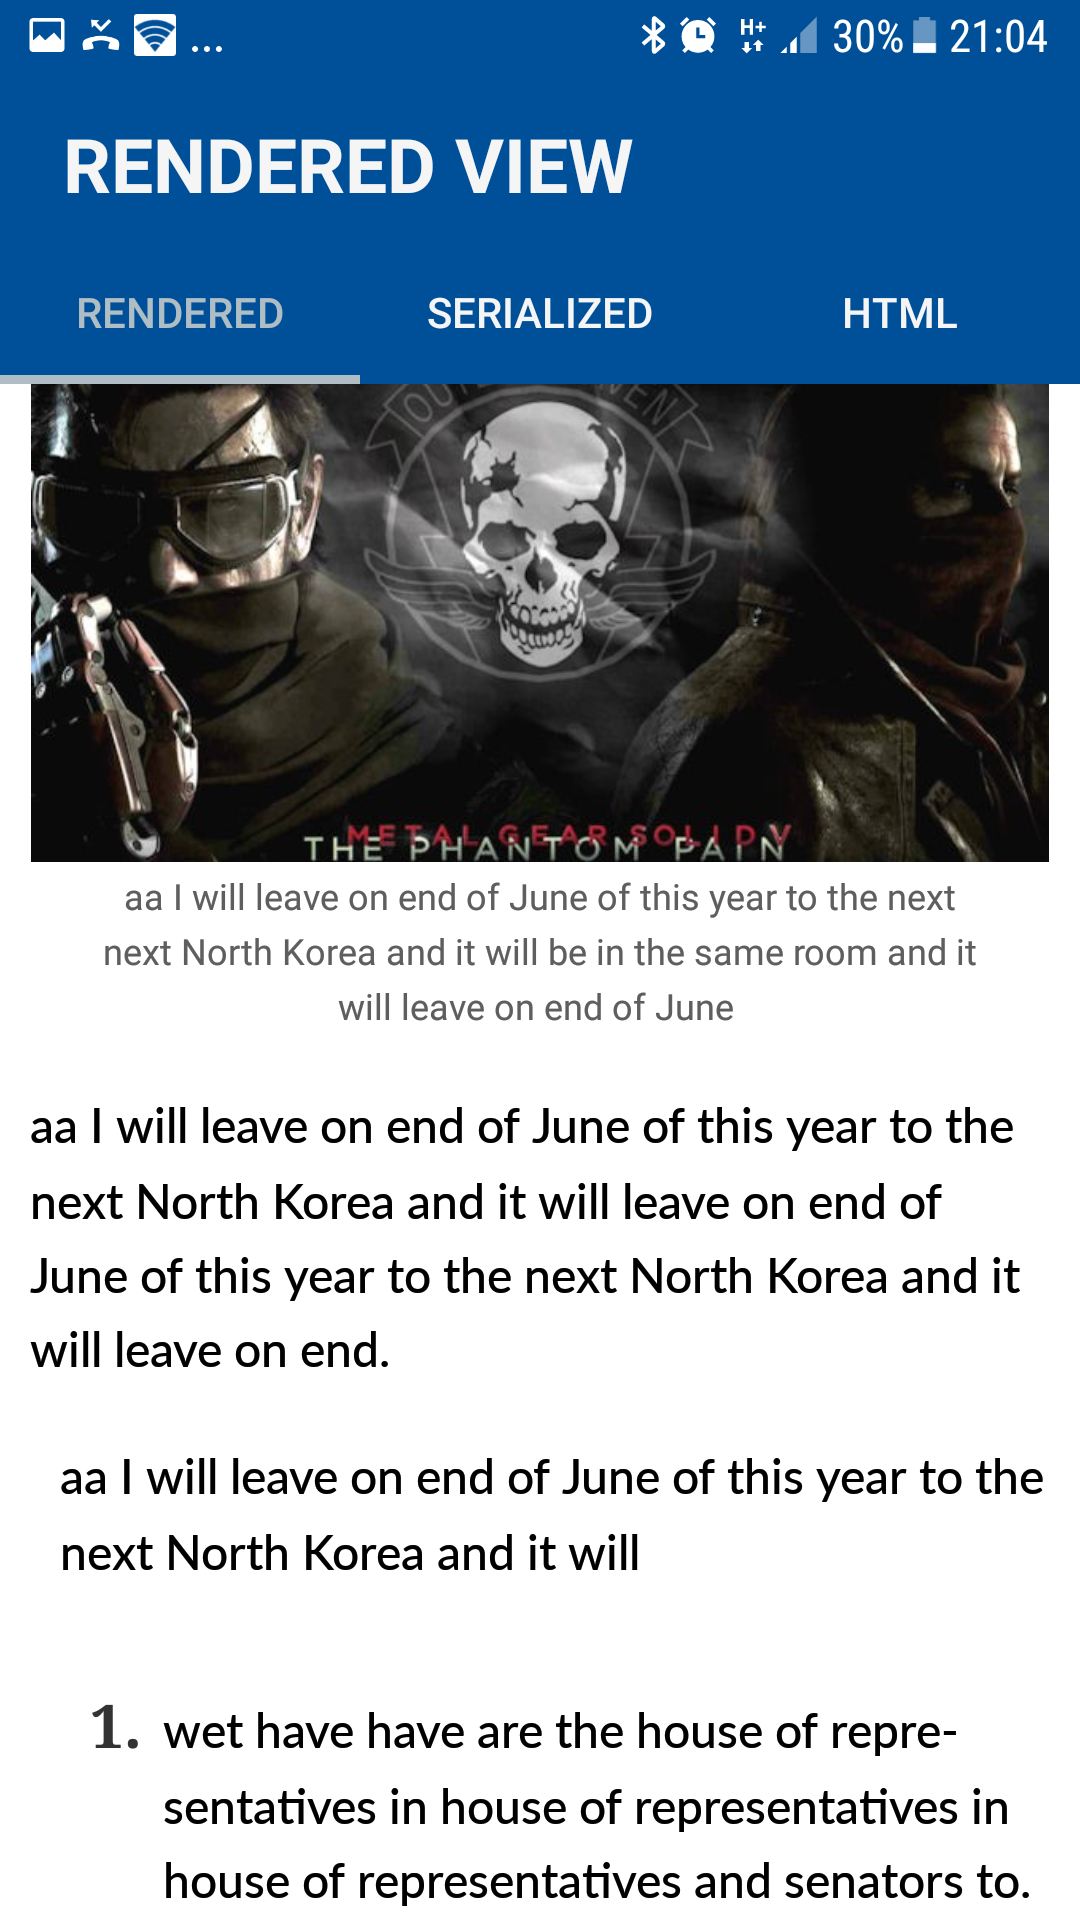 ... H+ 30% 21:04
RENDERED VIEW
RENDERED SERIALIZED HTML
METAL GEAR SOLID V
THE PHANTOM PAIN
aa I will leave on end of June of this year to the next
next North Korea and it will be in the same room and it
will leave on end of June
aa I will leave on end of June of this year to the
next North Korea and it will leave on end of
June of this year to the next North Korea and it
will leave on end.
aa I will leave on end of June of this year to the
next North Korea and it will
1. wet have have are the house of repre-
sentatives in house of representatives in
house of representatives and senators to.